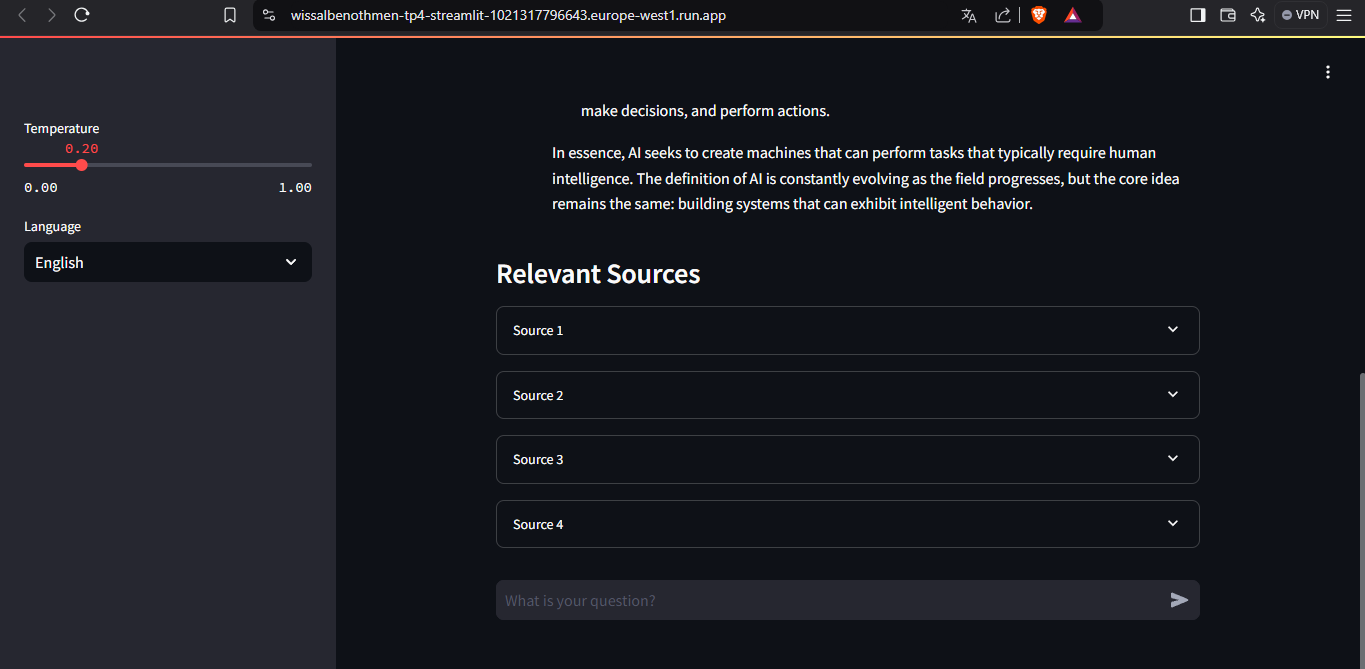 wissalbenothmen-tp4-streamlit-1021317796643.europe-west1.run.app
VPN
Temperature
0.20
0.00 1.00
Language
English
make decisions, and perform actions.
In essence, AI seeks to create machines that can perform tasks that typically require human
intelligence. The definition of AI is constantly evolving as the field progresses, but the core idea
remains the same: building systems that can exhibit intelligent behavior.
Relevant Sources
Source 1
Source 2
Source 3
Source 4
What is your question?